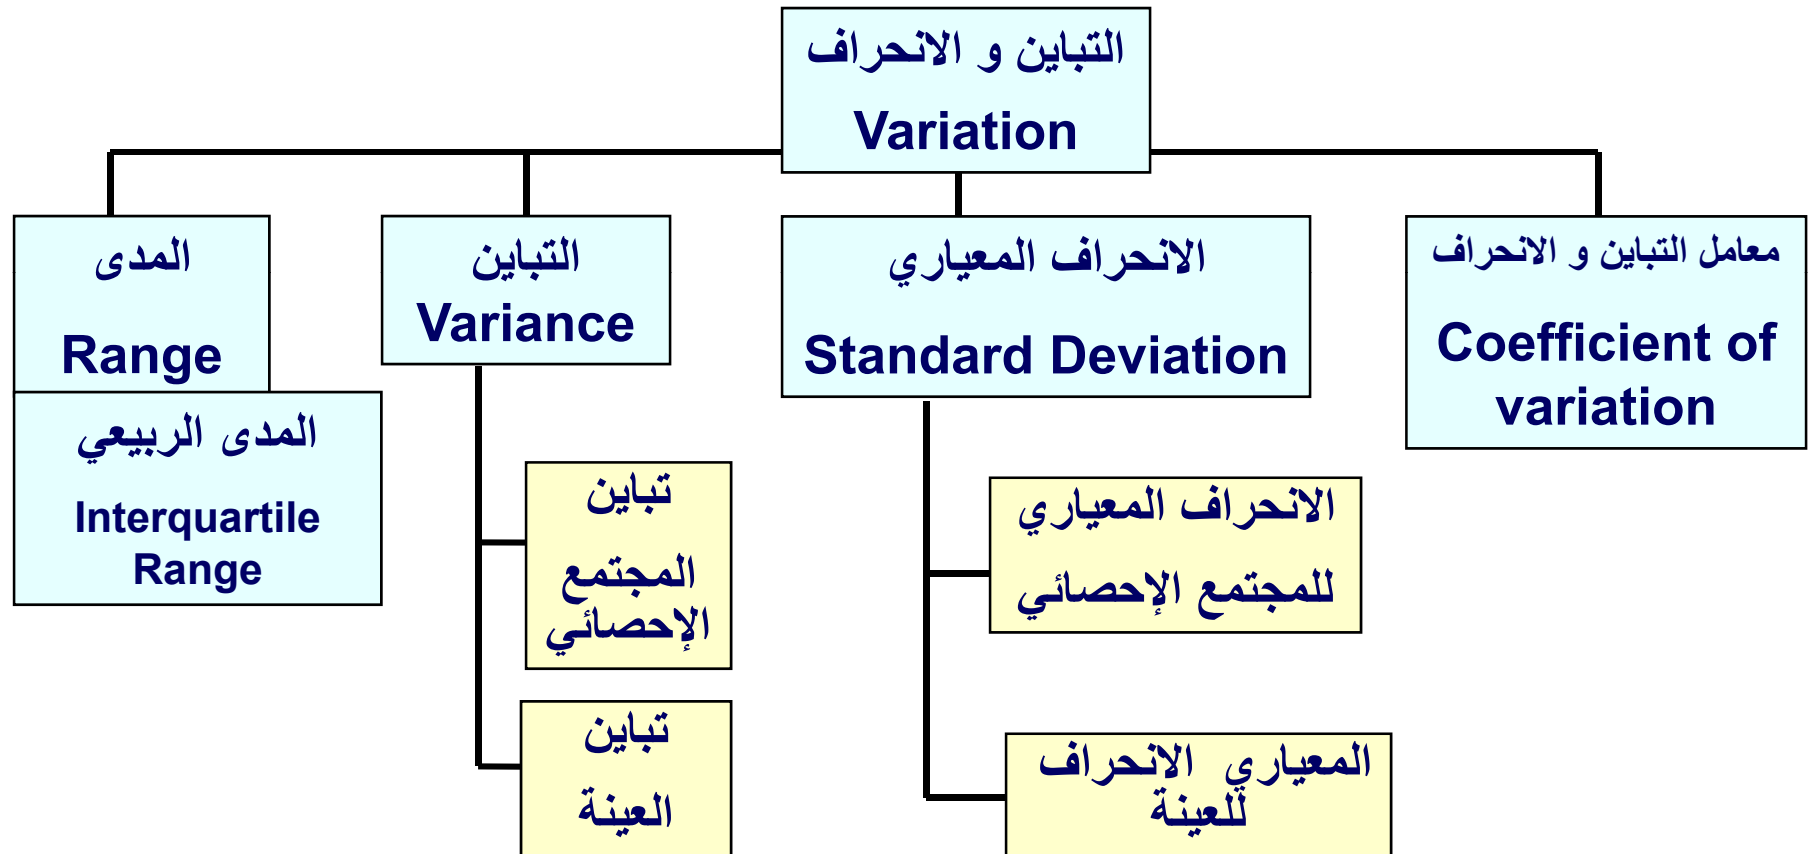 التباين و الانحراف
Variation
المدى
Range
المدى الربيعي
Interquartile
Range
التباين
Variance
تباين
المجتمع
الإحصائي
تباين
العينة
الانحراف المعياري
Standard Deviation
الانحراف المعياري
للمجتمع الإحصائي
المعياري الانحراف
للعينة
معامل التباين و الانحراف
Coefficient of
variation